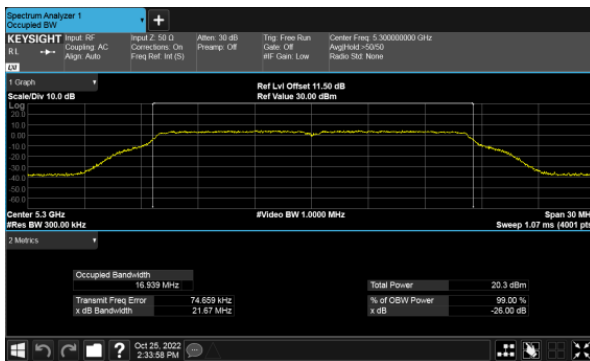 Spectrum Analyzer 1
Occupied BW
+
KEYSIGHT Input: RF Input Z: 50 Ω Atten: 30 dB Trig: Free Run Center Freq: 5.300000000 GHz
RL Coupling: AC Corrections: On Preamp: Off Gate: Off Avg|Hold:>50/50
Align: Auto Freq Ref: Int (S) #IF Gain: Low Radio Std: None
LXI
1 Graph Ref Lvl Offset 11.50 dB
Scale/Div 10.0 dB Ref Value 30.00 dBm
Log
20.0
10.0
0.00
-10.0
-20.0
-30.0
-40.0
-50.0
-60.0
Center 5.3 GHz #Video BW 1.0000 MHz Span 30 MH
#Res BW 300.00 kHz Sweep 1.07 ms (4001 pts
2 Metrics
Occupied Bandwidth
16.939 MHz Total Power 20.3 dBm
Transmit Freq Error 74.659 kHz % of OBW Power 99.00 %
x dB Bandwidth 21.67 MHz x dB -26.00 dB
? Oct 25, 2022
2:33:58 PM